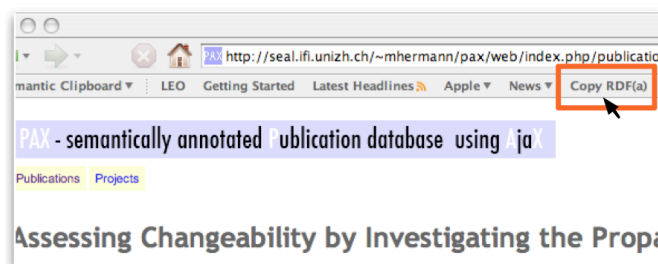 PAX http://seal.ifi.unizh.ch/~mhermann/pax/web/index.php/publicatio
mantic Clipboard LEO Getting Started Latest Headlines Apple News Copy RDF(a)
PAX - semantically annotated Publication database using AjaX
Publications Projects
Assessing Changeability by Investigating the Propa